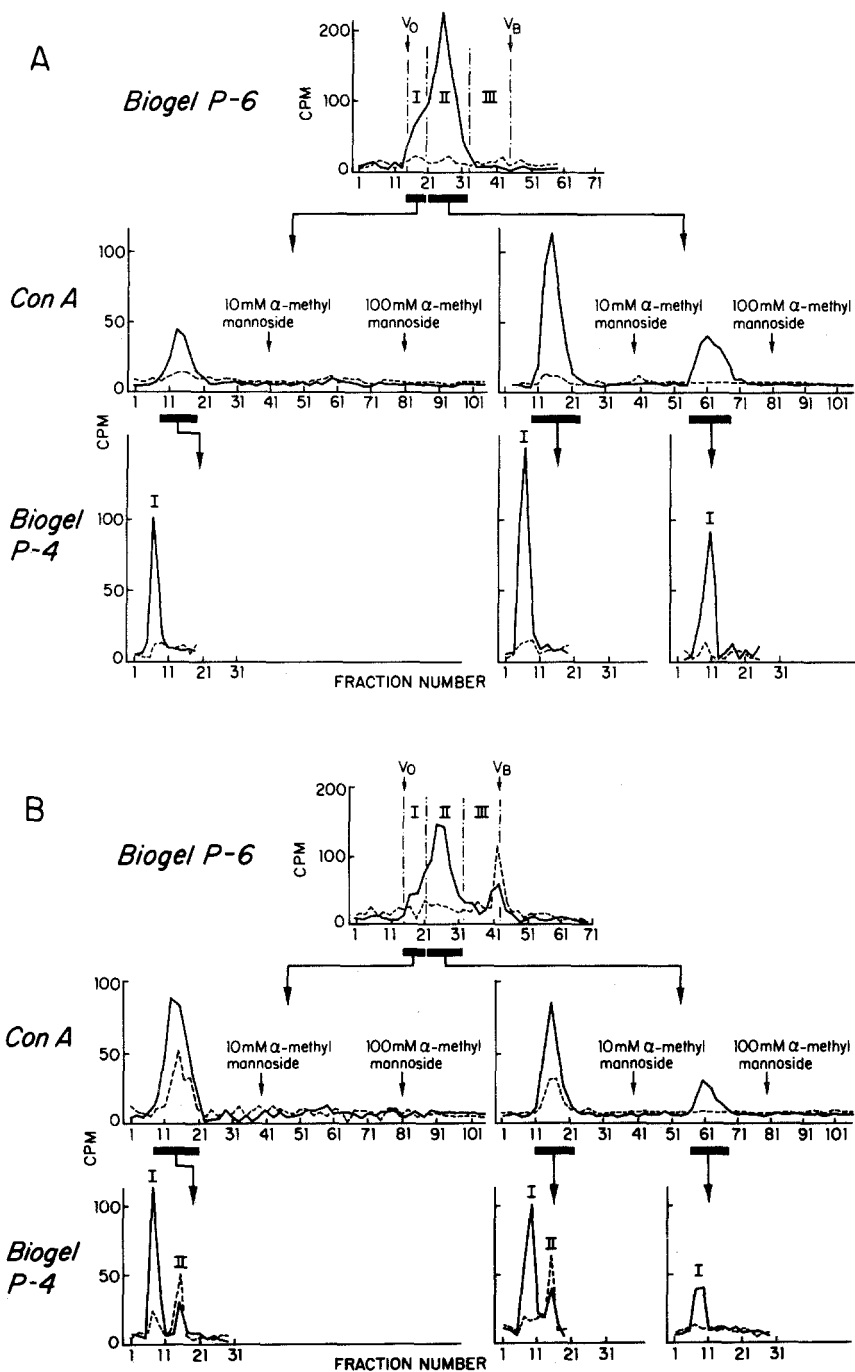 A
Biogel P-6
CPM
200
100
0
V0
VB
I II III
1 11 21 31 41 51 61 71
Con A
100
50
0
10mM α-methyl mannoside
100mM α-methyl mannoside
10mM α-methyl mannoside
100mM α-methyl mannoside
1 11 21 31 41 51 61 71 81 91 101
1 11 21 31 41 51 61 71 81 91 101
CPM
Biogel P-4
100
50
0
I
I
I
1 11 21 31
1 11 21 31
1 11 21 31
FRACTION NUMBER
B
Biogel P-6
CPM
200
100
0
V0
VB
I II III
1 11 21 31 41 51 61 71
Con A
100
50
0
10mM α-methyl mannoside
100mM α-methyl mannoside
10mM α-methyl mannoside
100mM α-methyl mannoside
1 11 21 31 41 51 61 71 81 91 101
1 11 21 31 41 51 61 71 81 91 101
CPM
Biogel P-4
100
50
0
I II
I II
I
1 11 21 31
1 11 21 31
1 11 21 31
FRACTION NUMBER